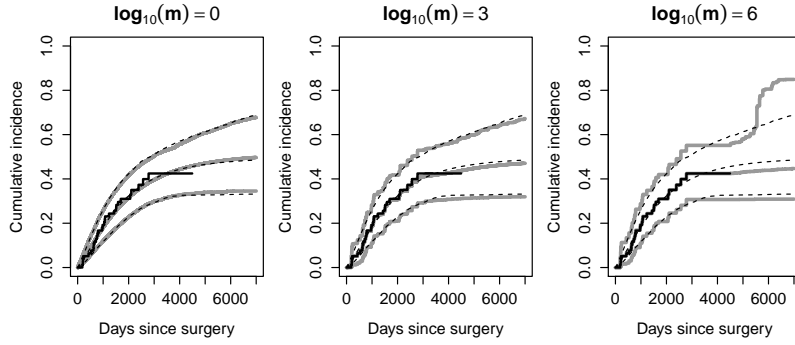 log₁₀(m) = 0
log₁₀(m) = 3
log₁₀(m) = 6
Cumulative incidence
1.0
0.8
0.6
0.4
0.2
0.0
0 2000 4000 6000
Days since surgery
Cumulative incidence
1.0
0.8
0.6
0.4
0.2
0.0
0 2000 4000 6000
Days since surgery
Cumulative incidence
1.0
0.8
0.6
0.4
0.2
0.0
0 2000 4000 6000
Days since surgery